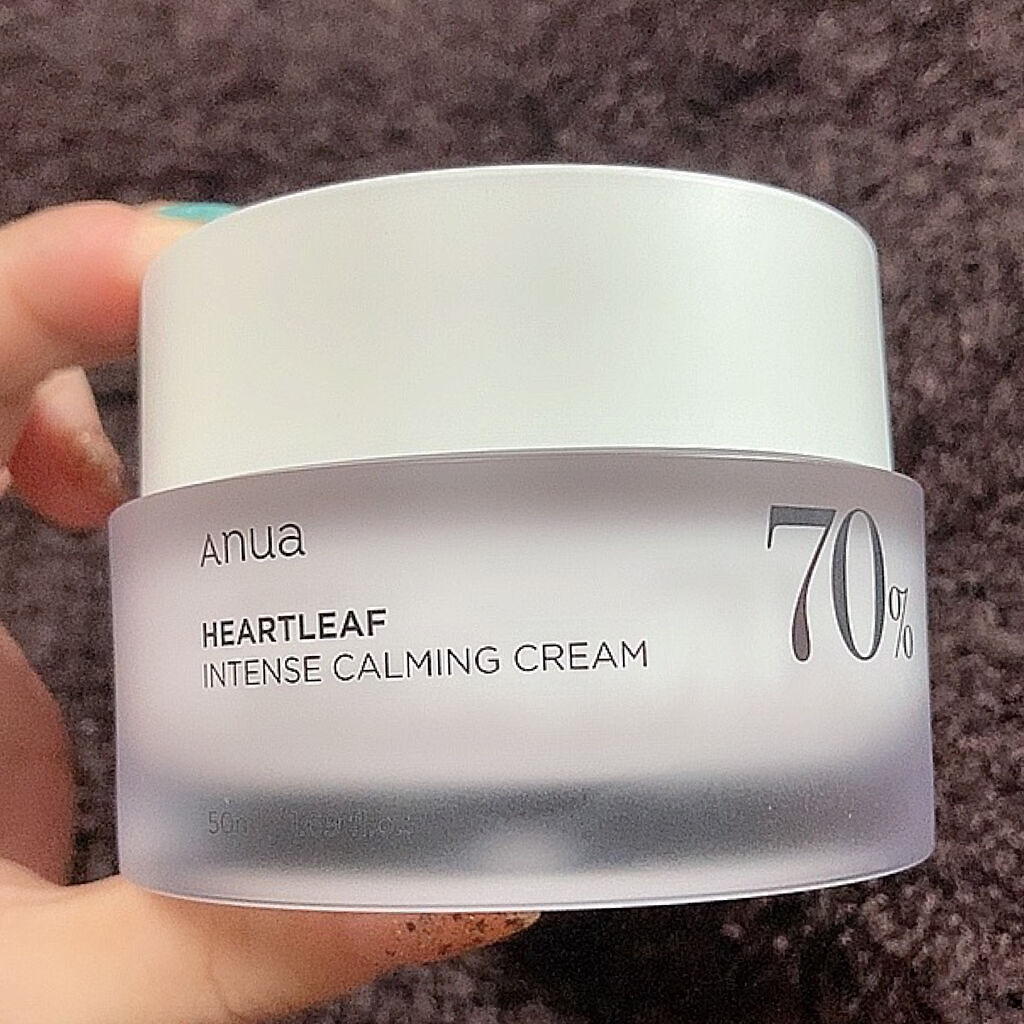 Anua
70%
HEARTLEAF
INTENSE CALMING CREAM